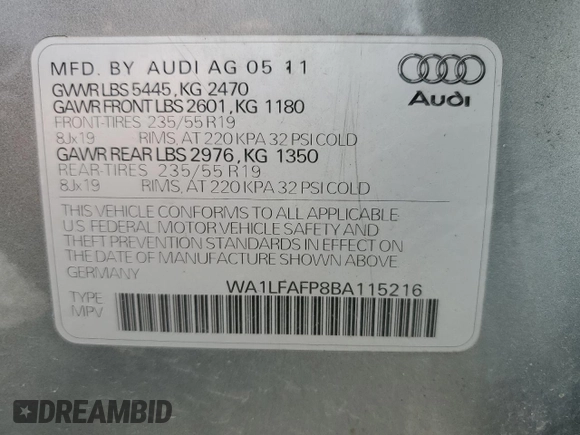 MFD. BY AUDI AG 05 11
Audi
GVWR LBS 5445, KG 2470
GAWR FRONT LBS 2601, KG 1180
FRONT-TIRES 235/55 R19
8Jx19 RIMS, AT 220 KPA 32 PSI COLD
GAWR REAR LBS 2976, KG 1350
REAR-TIRES 235/55 R19
8Jx19 RIMS, AT 220 KPA 32 PSI COLD
THIS VEHICLE CONFORMS TO ALL APPLICABLE
U.S FEDERAL MOTOR VEHICLE SAFETY AND
THEFT PREVENTION STANDARDS IN EFFECT ON
THE DATE OF MANUFACTURE SHOWN ABOVE
GERMANY
WA1LFAFP8BA115216
TYPE
MPV
DREAMBID